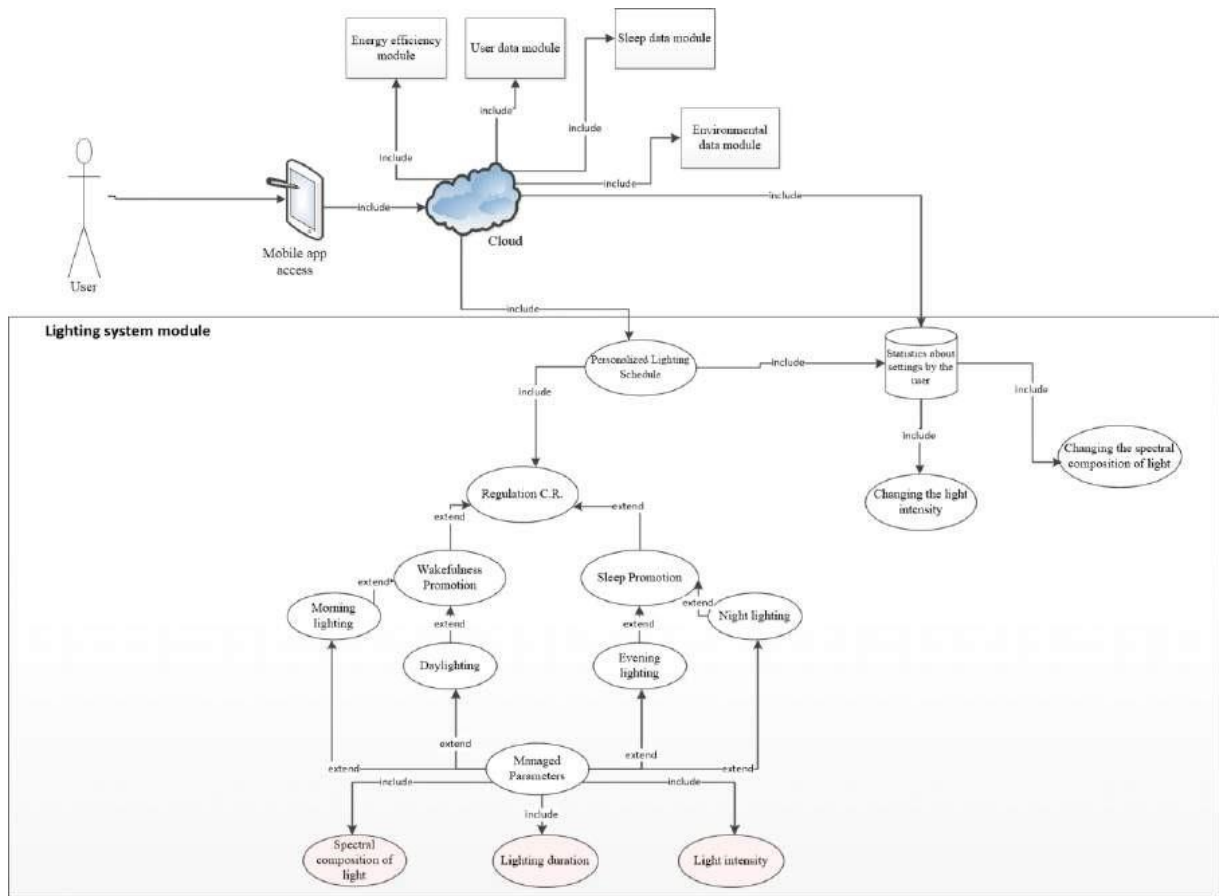 Energy efficiency
module
User data module
Sleep data module
include
include
include
Environmental
data module
include
include
include
include
Cloud
Mobile app
access
User
include
Lighting system module
Personalized Lighting
Schedule
include
Statistics about
settings by the
user
include
include
include
Changing the spectral
composition of light
Regulation C.R.
Changing the light
intensity
extend
extend
Wakefulness
Promotion
Sleep Promotion
extend
extend
Morning
lighting
Night lighting
extend
extend
Daylighting
Evening
lighting
extend
extend
Managed
Parameters
extend
extend
include
include
include
Spectral
composition of
light
Lighting duration
Light intensity